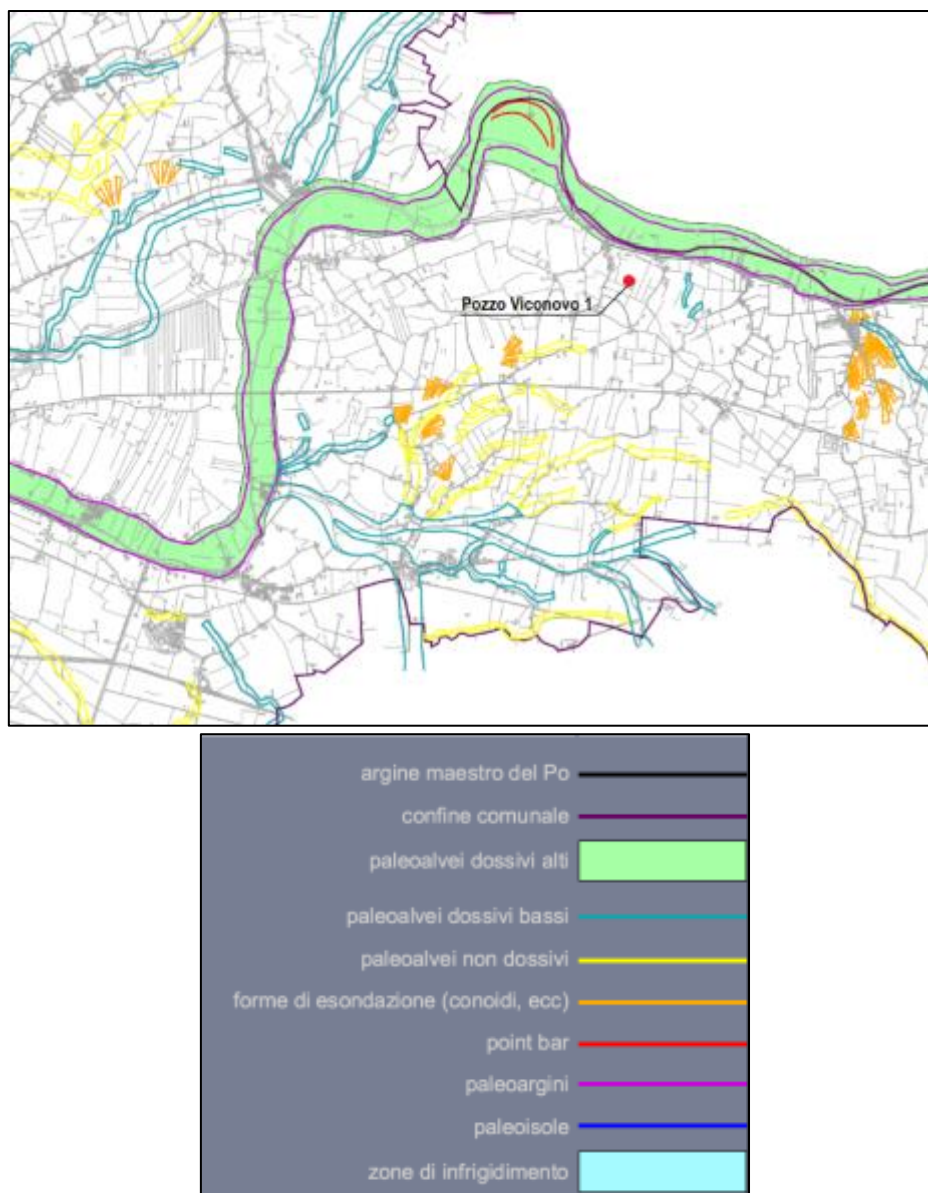 Pozzo Viconovo 1
argine maestro del Po
confine comunale
paleoalvei dossivi alti
paleoalvei dossivi bassi
paleoalvei non dossivi
forme di esondazione (conoidi, ecc)
point bar
paleoargini
paleoisole
zone di infrigidimento